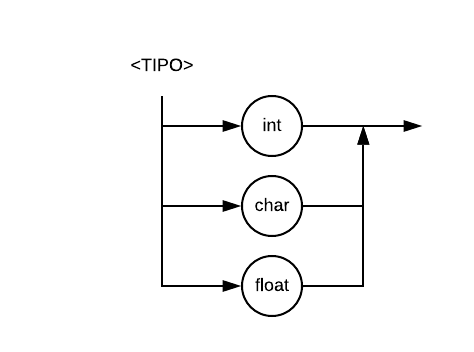 <TIPO>
int
char
float